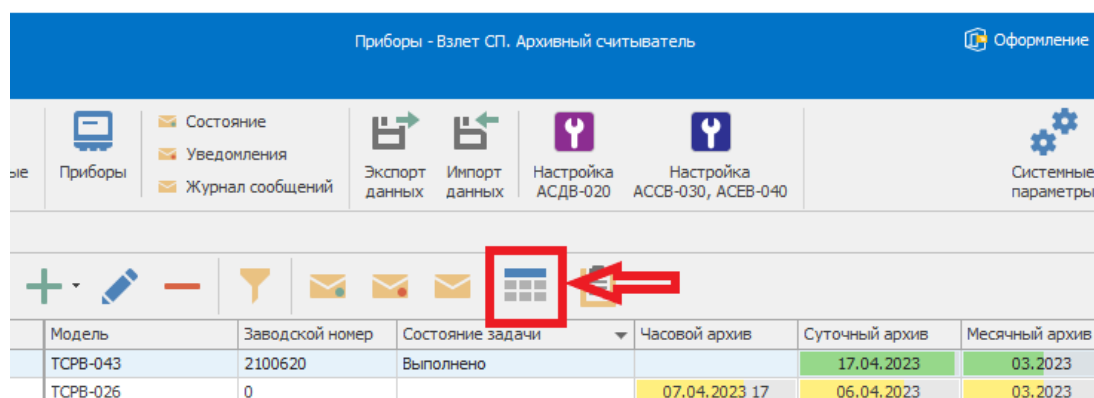 Приборы - Взлет СП. Архивный считыватель
Оформление
ые
Приборы
Состояние
Уведомления
Журнал сообщений
Экспорт
данных
Импорт
данных
Настройка
АСДВ-020
Настройка
АССВ-030, АСЕВ-040
Системные
параметры
Модель Заводской номер Состояние задачи Часовой архив Суточный архив Месячный архив
ТСРВ-043 2100620 Выполнено 17.04.2023 03.2023
ТСРВ-026 0 07.04.2023 17 06.04.2023 03.2023